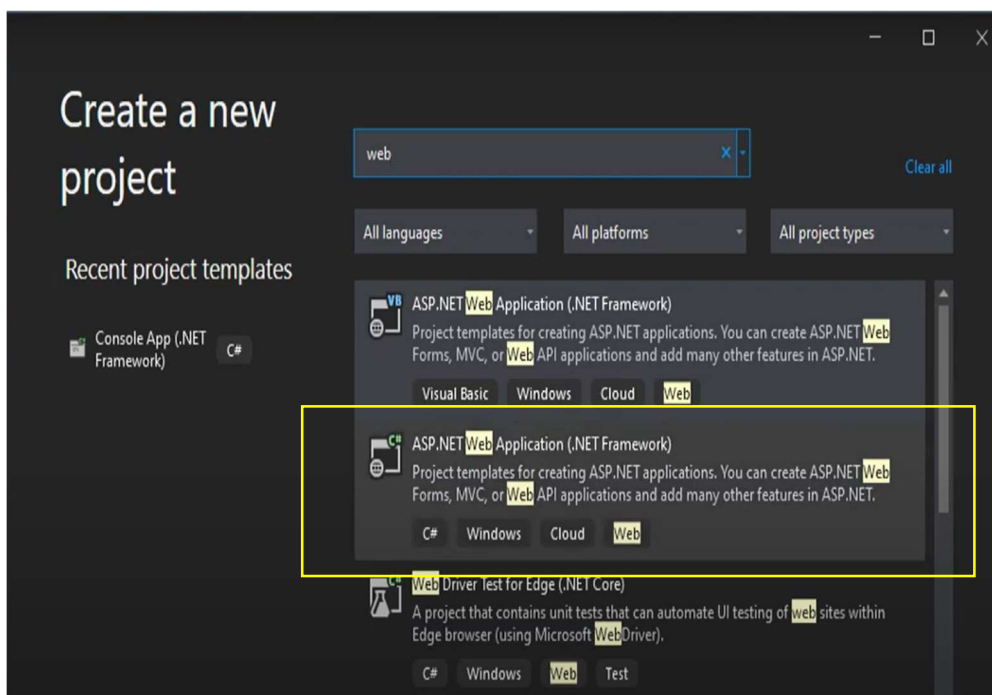 Create a new
project
web
Clear all
All languages
All platforms
All project types
Recent project templates
Console App (.NET
Framework)
C#
VB
ASP.NET Web Application (.NET Framework)
Project templates for creating ASP.NET applications. You can create ASP.NET Web
Forms, MVC, or Web API applications and add many other features in ASP.NET.
Visual Basic
Windows
Cloud
Web
C#
ASP.NET Web Application (.NET Framework)
Project templates for creating ASP.NET applications. You can create ASP.NET Web
Forms, MVC, or Web API applications and add many other features in ASP.NET.
C#
Windows
Cloud
Web
C#
Web Driver Test for Edge (.NET Core)
A project that contains unit tests that can automate UI testing of web sites within
Edge browser (using Microsoft WebDriver).
C#
Windows
Web
Test